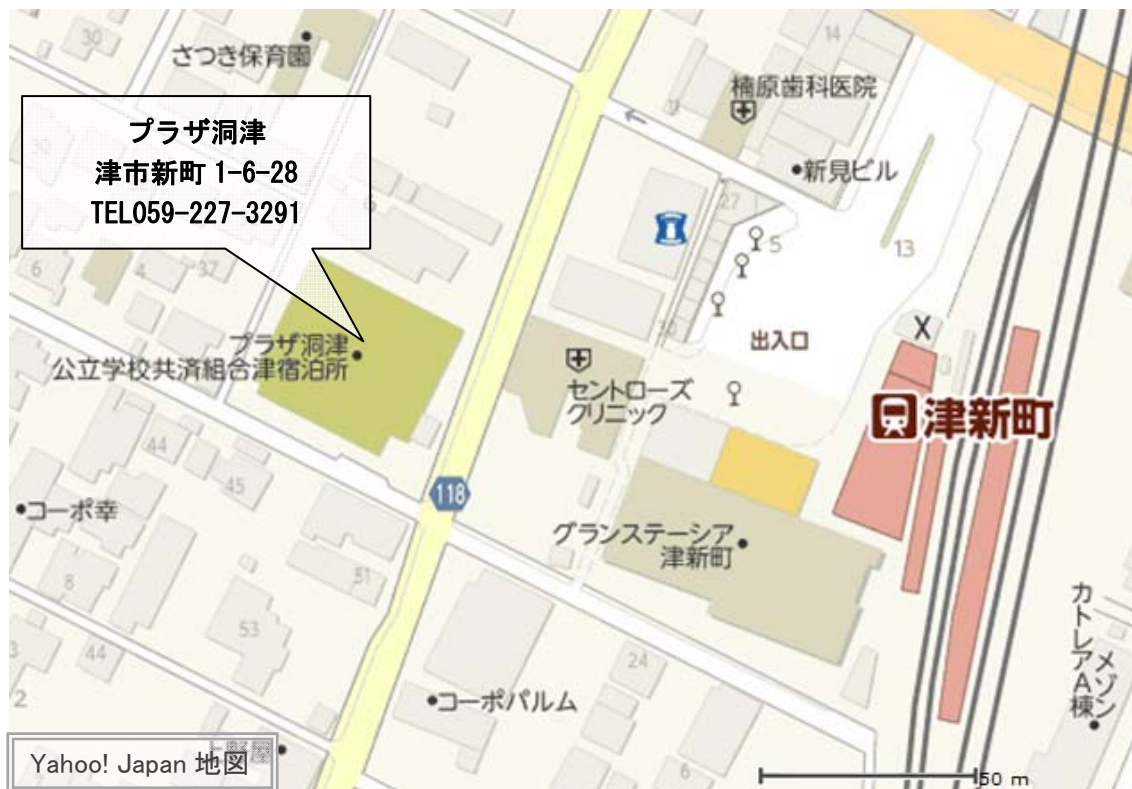 30
さつき保育園
14
楠原歯科医院
11
プラザ洞津
津市新町 1-6-28
TEL059-227-3291
新見ビル
27
5
13
6
4
37
30
出入口
プラザ洞津
公立学校共済組合津宿泊所
セントローズ
クリニック
津新町
44
45
118
コーポ幸
グランステーシア
津新町
8
51
53
44
24
カトレア
メゾン
A棟
3
2
コーポパルム
6
上野屋
Yahoo! Japan 地図
50 m